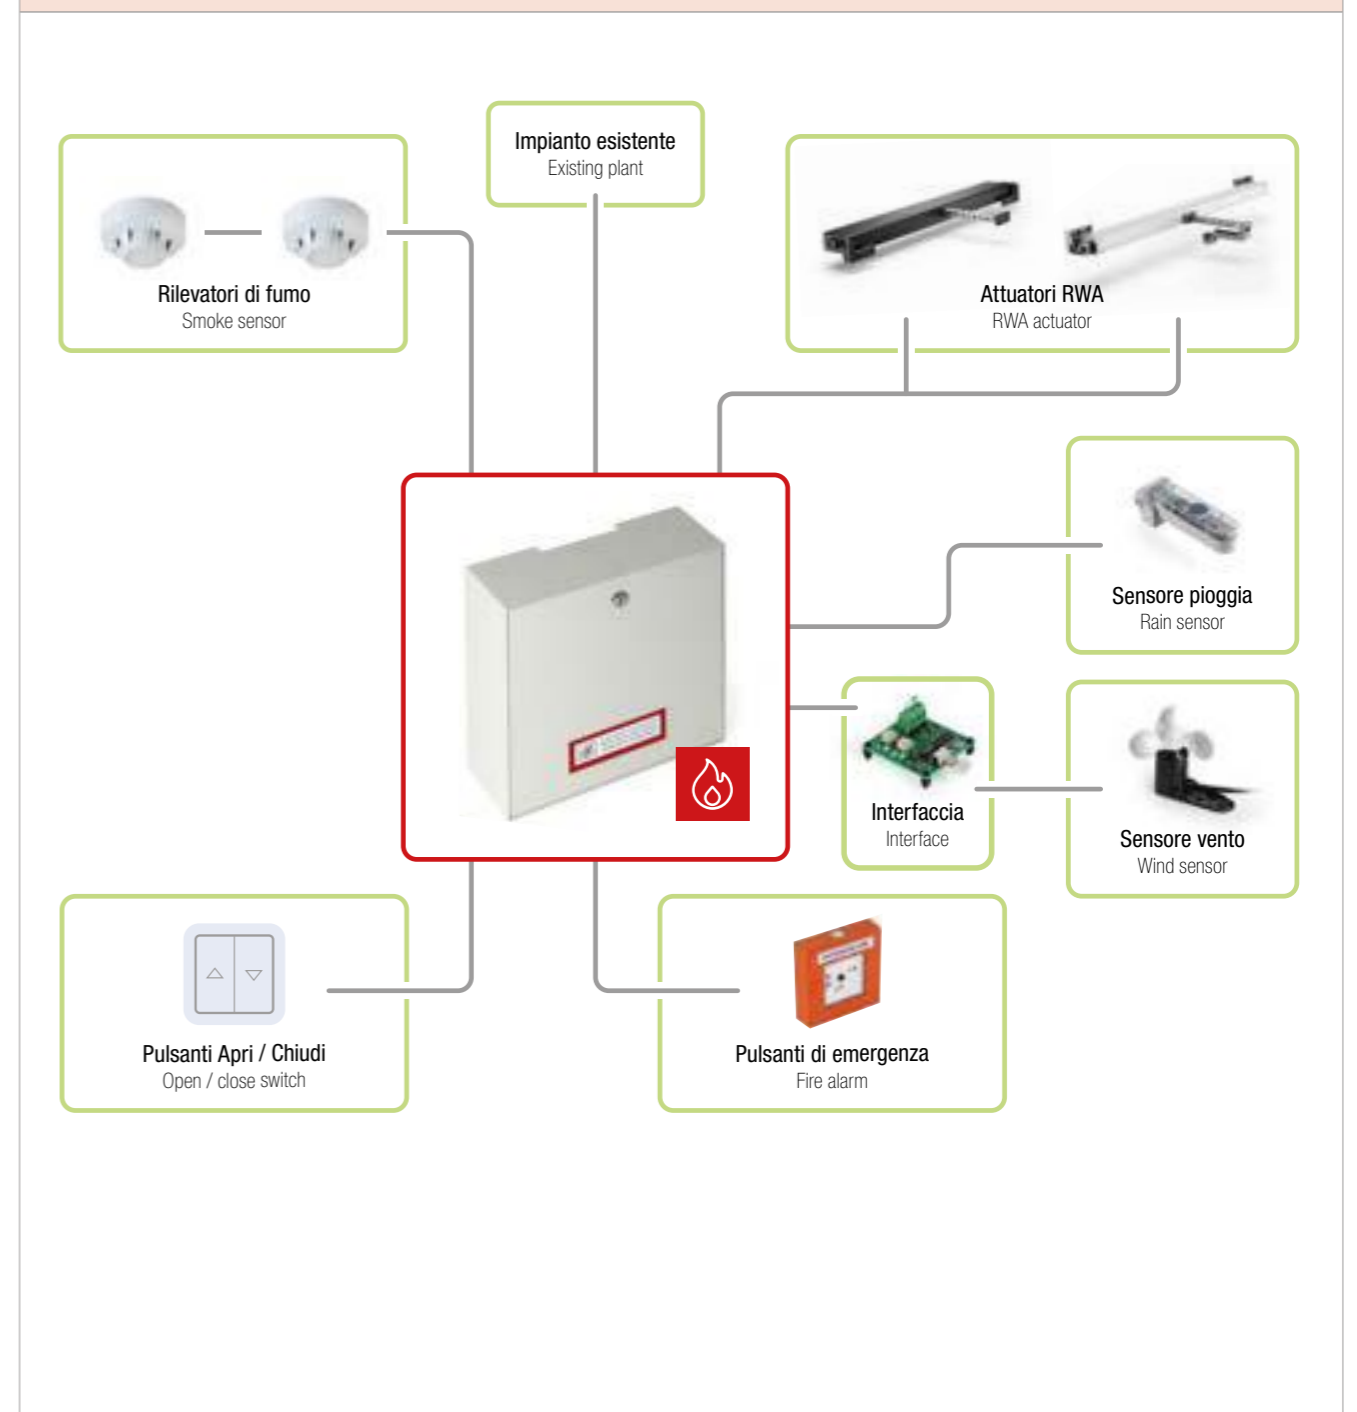 Impianto esistente
Existing plant
Rilevatori di fumo
Smoke sensor
Attuatori RWA
RWA actuator
Sensore pioggia
Rain sensor
Interfaccia
Interface
Sensore vento
Wind sensor
Pulsanti Apri / Chiudi
Open / close switch
Pulsanti di emergenza
Fire alarm